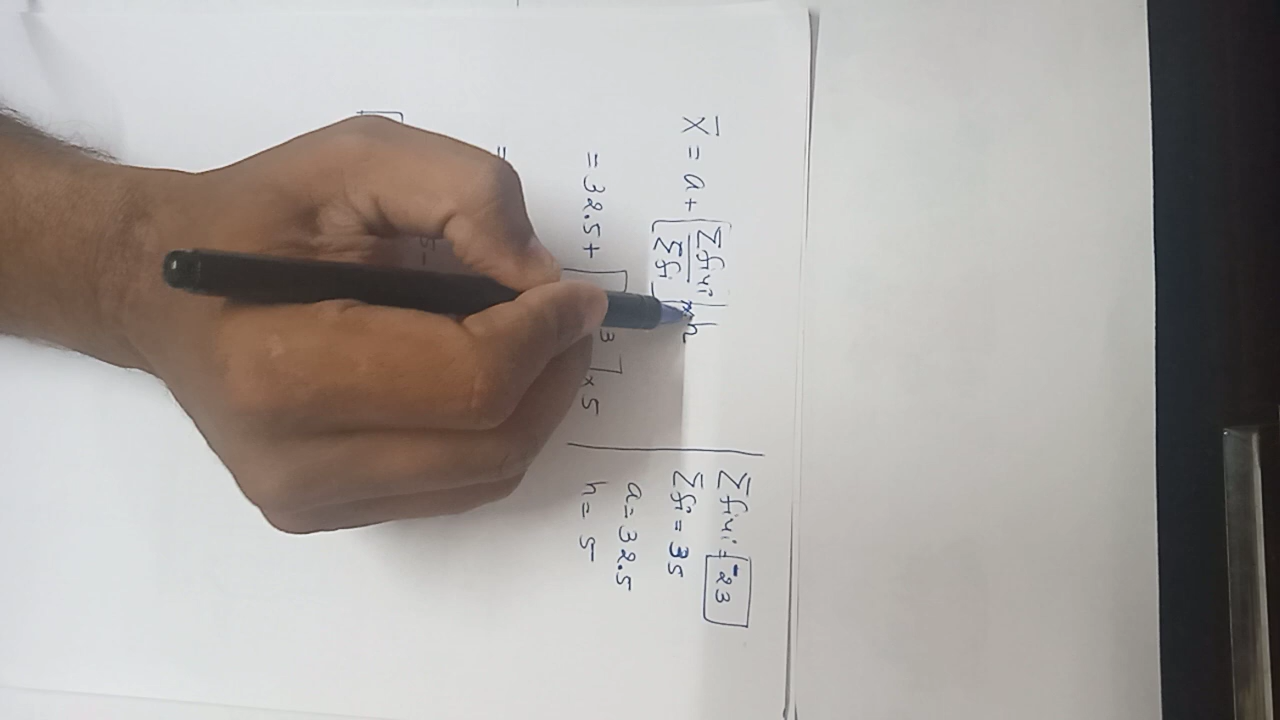 X̄ = a + [Σfiui / Σfi] × h
= 32.5 + [ 3 ] × 5
=
Σfiui = -23
Σfi = 35
a = 32.5
h = 5